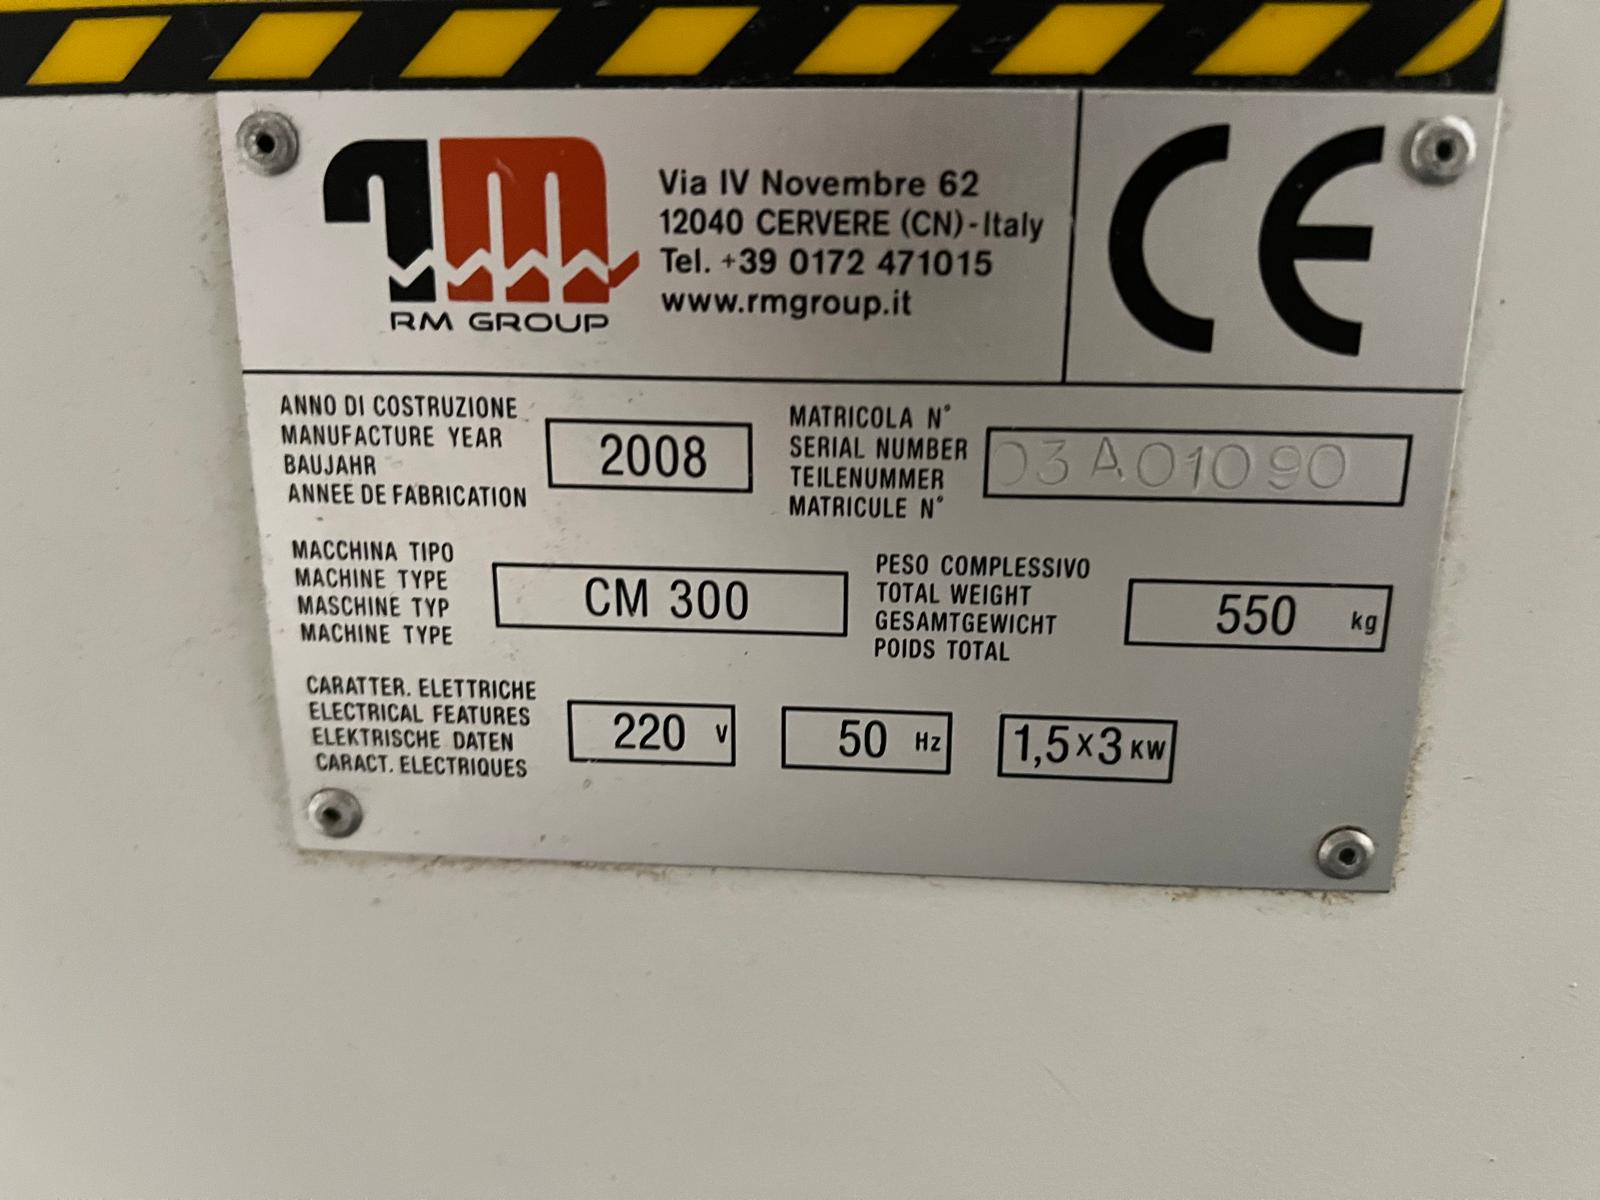 Via IV Novembre 62
12040 CERVERE (CN)-Italy
Tel. +39 0172 471015
www.rmgroup.it
RM GROUP
CE
ANNO DI COSTRUZIONE
MANUFACTURE YEAR
BAUJAHR
ANNEE DE FABRICATION
2008
MATRICOLA N°
SERIAL NUMBER
TEILENUMMER
MATRICULE N°
03A01090
MACCHINA TIPO
MACHINE TYPE
MASCHINE TYP
MACHINE TYPE
CM 300
PESO COMPLESSIVO
TOTAL WEIGHT
GESAMTGEWICHT
POIDS TOTAL
550 kg
CARATTER. ELETTRICHE
ELECTRICAL FEATURES
ELEKTRISCHE DATEN
CARACT. ELECTRIQUES
220 V
50 Hz
1,5x3 KW